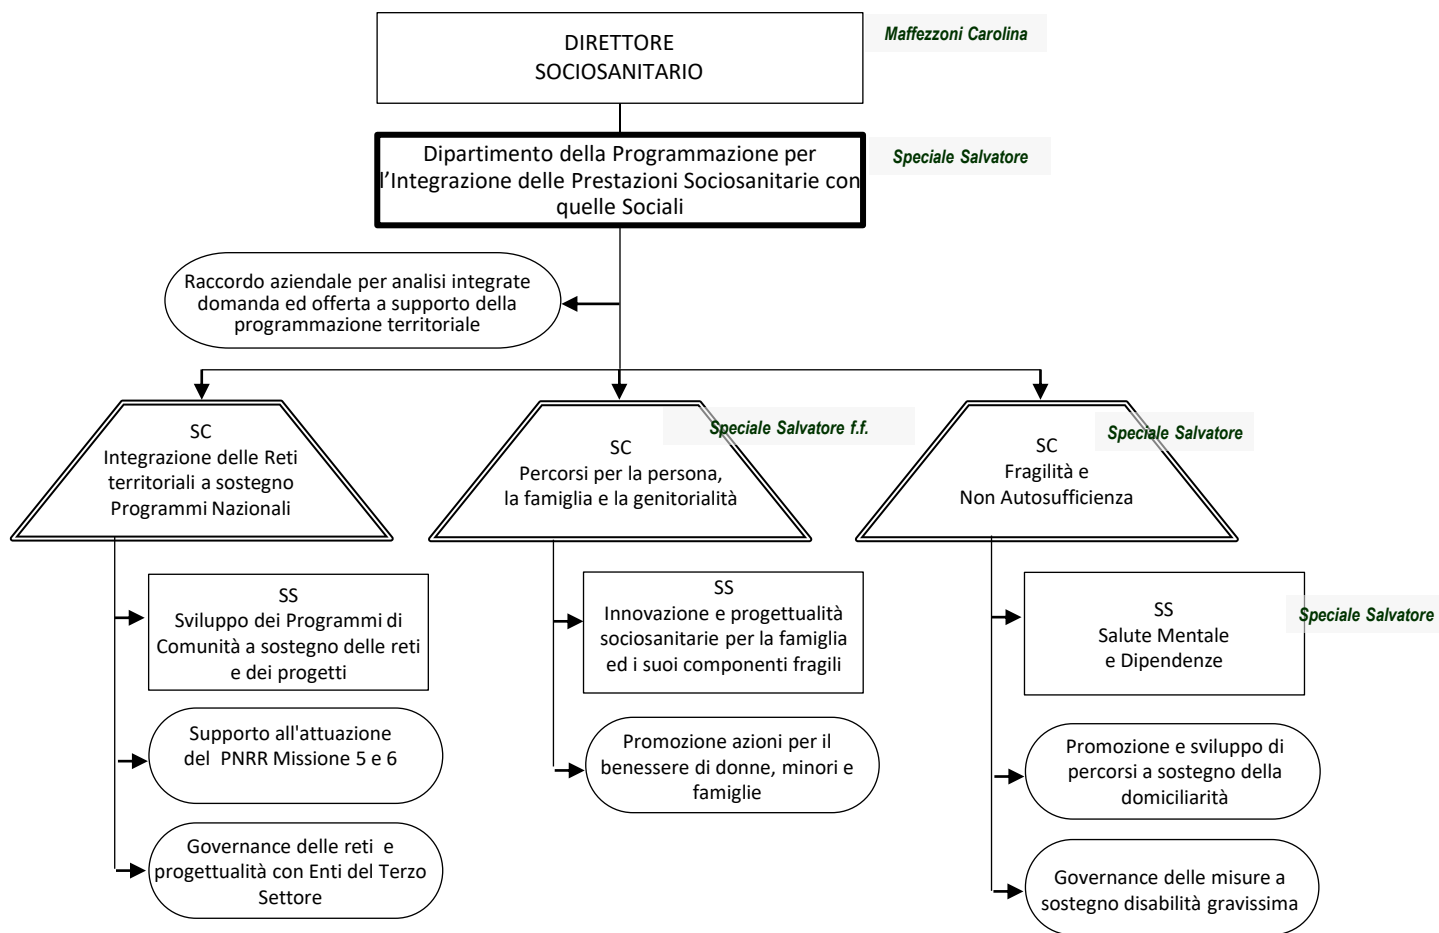 DIRETTORE
SOCIOSANITARIO
Maffezzoni Carolina
Dipartimento della Programmazione per
l'Integrazione delle Prestazioni Sociosanitarie con
quelle Sociali
Speciale Salvatore
Raccordo aziendale per analisi integrate
domanda ed offerta a supporto della
programmazione territoriale
SC
Integrazione delle Reti
territoriali a sostegno
Programmi Nazionali
Speciale Salvatore f.f.
SC
Percorsi per la persona,
la famiglia e la genitorialità
Speciale Salvatore
SC
Fragilità e
Non Autosufficienza
SS
Sviluppo dei Programmi di
Comunità a sostegno delle reti
e dei progetti
SS
Innovazione e progettualità
sociosanitarie per la famiglia
ed i suoi componenti fragili
SS
Salute Mentale
e Dipendenze
Speciale Salvatore
Supporto all'attuazione
del PNRR Missione 5 e 6
Promozione azioni per il
benessere di donne, minori e
famiglie
Promozione e sviluppo di
percorsi a sostegno della
domiciliarità
Governance delle reti e
progettualità con Enti del Terzo
Settore
Governance delle misure a
sostegno disabilità gravissima